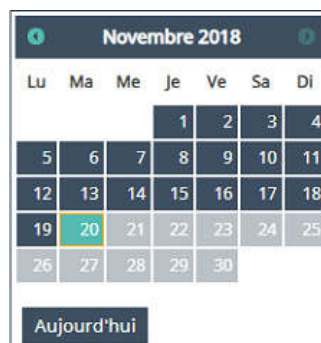 Novembre 2018
Lu Ma Me Je Ve Sa Di
1 2 3 4
5 6 7 8 9 10 11
12 13 14 15 16 17 18
19 20 21 22 23 24 25
26 27 28 29 30
Aujourd'hui